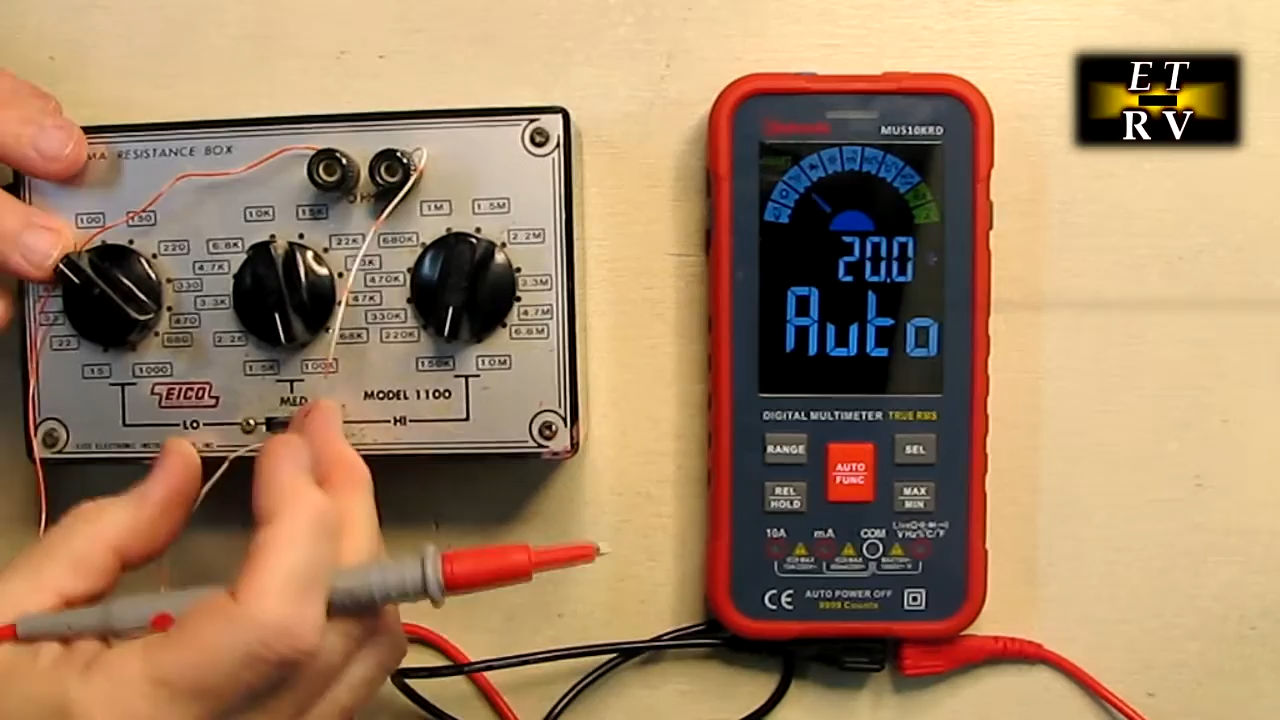 E T
R V
MA RESISTANCE BOX
100
150
220
330
470
680
1000
15
22
33
LO
EICO
10K
15K
22K
47K
68K
100K
1.5K
2.2K
3.3K
4.7K
6.8K
MED
1M
1.5M
2.2M
3.3M
4.7M
6.8M
10M
150K
220K
330K
470K
680K
HI
MODEL 1100
MU510KRD
20.0
Auto
DIGITAL MULTIMETER TRUE RMS
RANGE
SEL
AUTO
FUNC
REL
HOLD
MAX
MIN
10A
mA
COM
CE
AUTO POWER OFF
9999 Counts